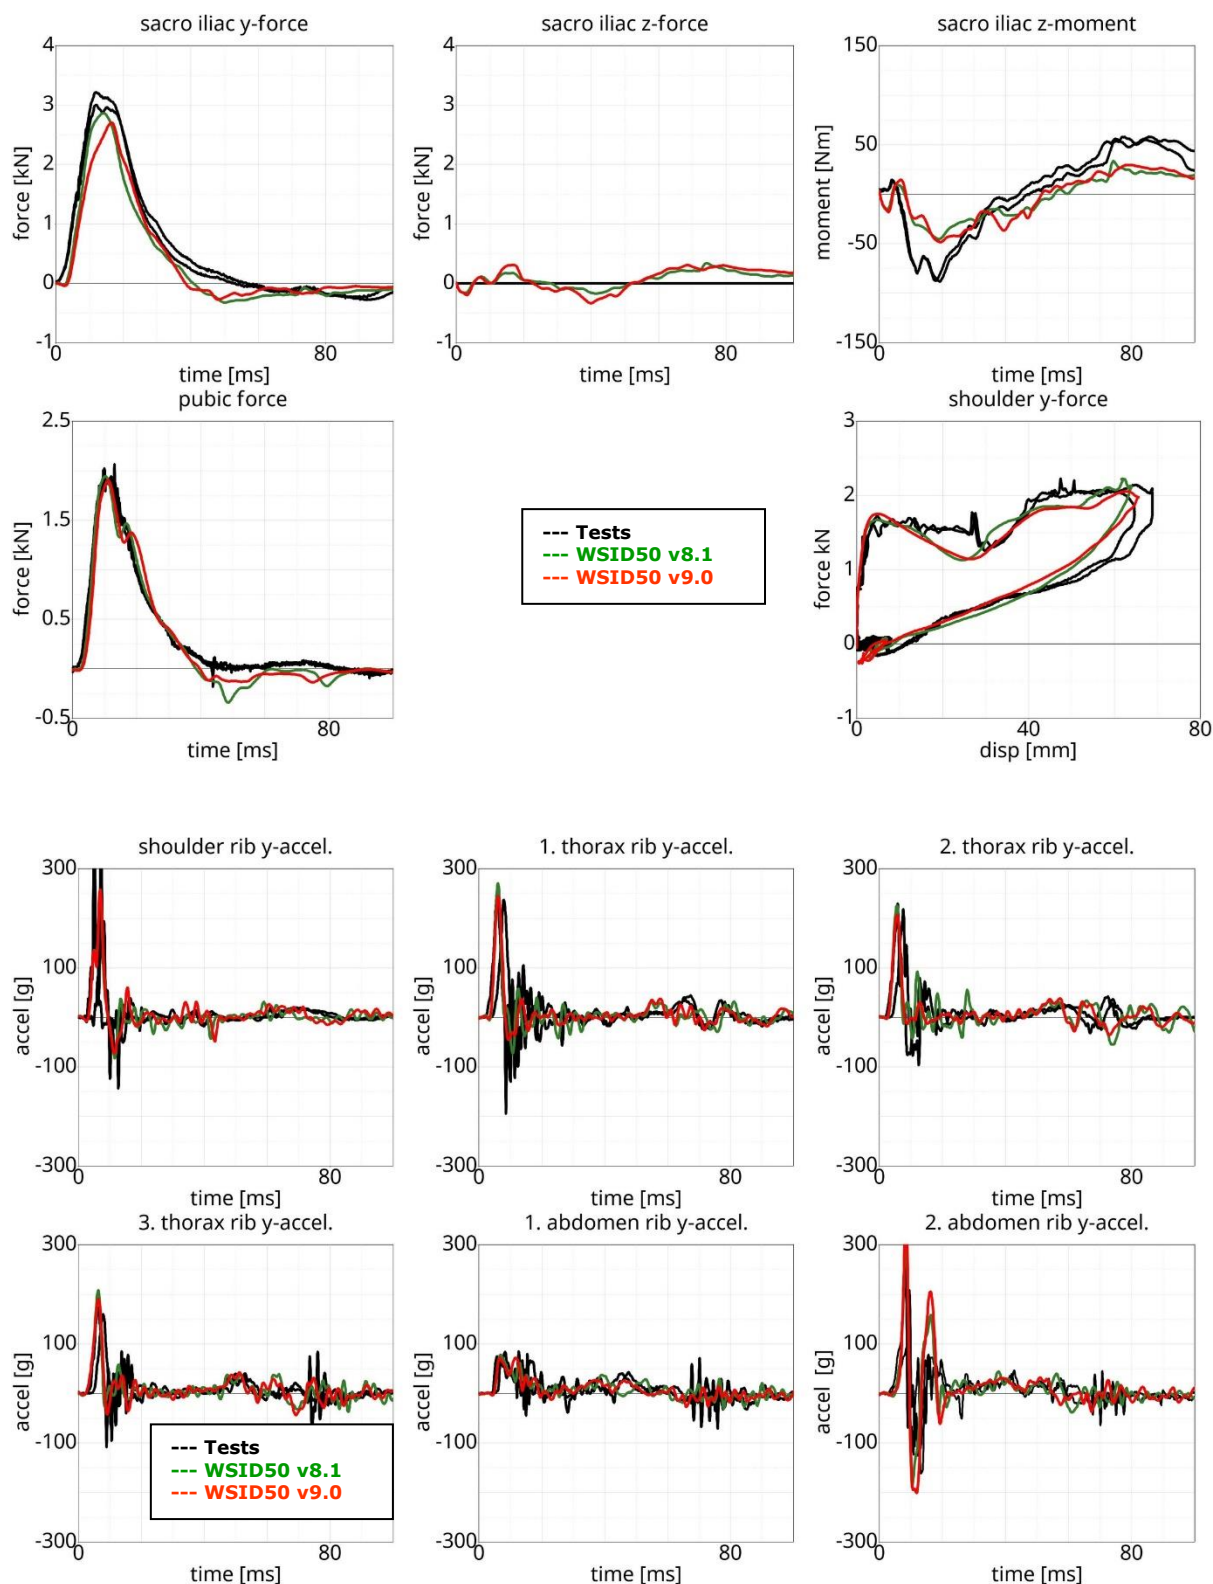 sacro iliac y-force
4
3
2
1
0
-1
force [kN]
0
80
time [ms]
sacro iliac z-force
4
3
2
1
0
-1
force [kN]
0
80
time [ms]
sacro iliac z-moment
150
50
-50
-150
moment [Nm]
0
80
time [ms]
pubic force
2.5
1.5
0.5
-0.5
force [kN]
0
80
time [ms]
--- Tests
--- WSID50 v8.1
--- WSID50 v9.0
shoulder y-force
3
2
1
0
-1
force kN
0
40
80
disp [mm]
shoulder rib y-accel.
300
100
-100
-300
accel [g]
0
80
time [ms]
1. thorax rib y-accel.
300
100
-100
-300
accel [g]
0
80
time [ms]
2. thorax rib y-accel.
300
100
-100
-300
accel [g]
0
80
time [ms]
3. thorax rib y-accel.
300
100
-100
-300
accel [g]
0
80
time [ms]
--- Tests
--- WSID50 v8.1
--- WSID50 v9.0
1. abdomen rib y-accel.
300
100
-100
-300
accel [g]
0
80
time [ms]
2. abdomen rib y-accel.
300
100
-100
-300
accel [g]
0
80
time [ms]